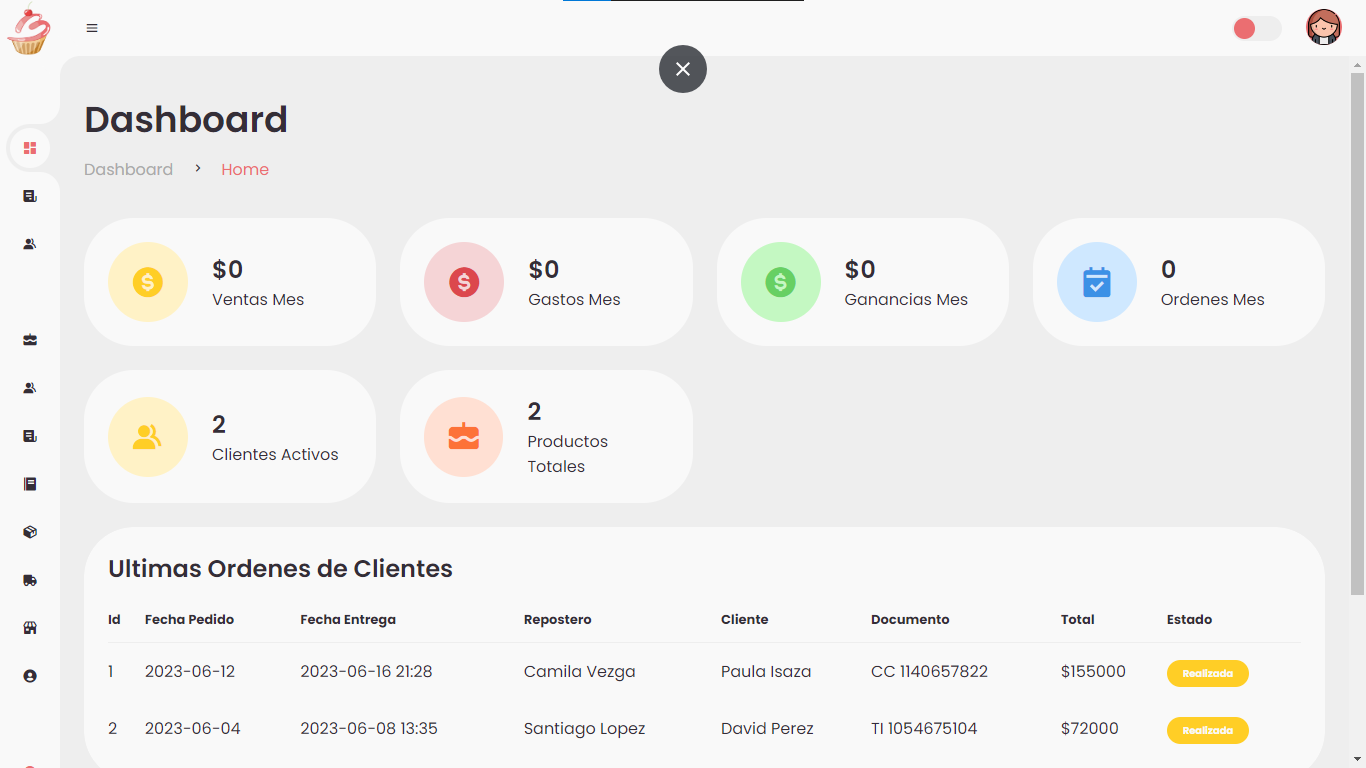 Dashboard
Dashboard > Home
$0
Ventas Mes
$0
Gastos Mes
$0
Ganancias Mes
0
Ordenes Mes
2
Clientes Activos
2
Productos
Totales
Ultimas Ordenes de Clientes
Id Fecha Pedido Fecha Entrega Repostero Cliente Documento Total Estado
1 2023-06-12 2023-06-16 21:28 Camila Vezga Paula Isaza CC 1140657822 $155000 Realizada
2 2023-06-04 2023-06-08 13:35 Santiago Lopez David Perez TI 1054675104 $72000 Realizada